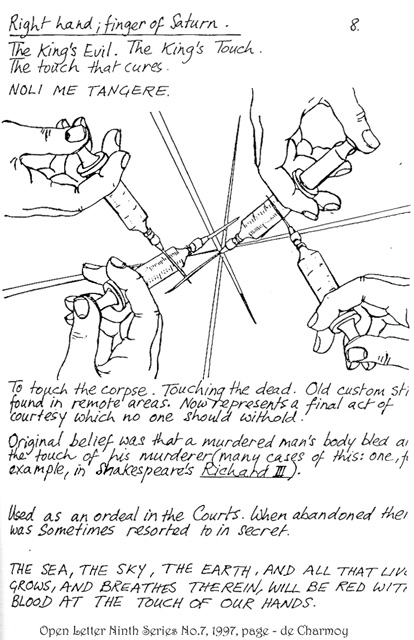 Right hand; finger of Saturn.
8.
The King's Evil. The King's Touch.
The touch that cures.
NOLI ME TANGERE.
To touch the corpse. Touching the dead. Old custom sti
found in remote areas. Now represents a final act of
courtesy which no one should withold.
Original belief was that a murdered man's body bled a
the touch of his murderer (many cases of this: one, f
example, in Shakespeare's Richard III).
Used as an ordeal in the Courts. When abandoned the
was sometimes resorted to in secret.
THE SEA, THE SKY, THE EARTH, AND ALL THAT LIV
GROWS, AND BREATHES THEREIN, WILL BE RED WIT
BLOOD AT THE TOUCH OF OUR HANDS.
Open Letter Ninth Series No.7, 1997, page - de Charmoy